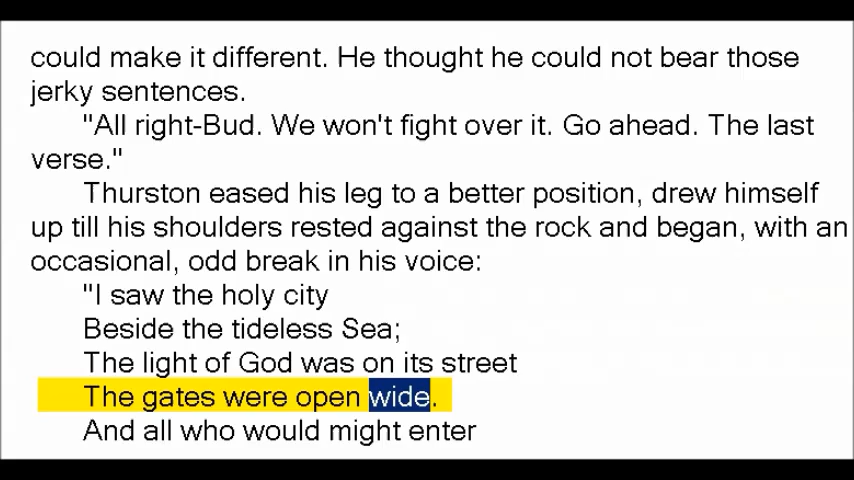 could make it different. He thought he could not bear those
jerky sentences.
"All right-Bud. We won't fight over it. Go ahead. The last
verse."
Thurston eased his leg to a better position, drew himself
up till his shoulders rested against the rock and began, with an
occasional, odd break in his voice:
"I saw the holy city
Beside the tideless Sea;
The light of God was on its street
The gates were open wide.
And all who would might enter